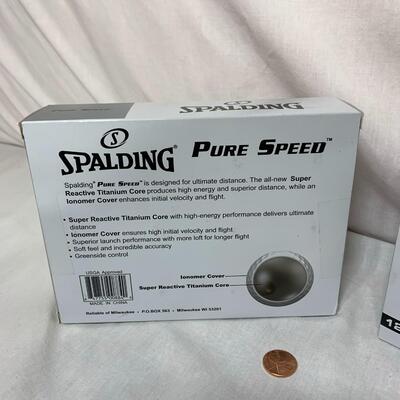 Pure Speed
SPALDING
S
SPALDING® PURE SPEED™
Spalding® PURE SPEED™ is designed for ultimate distance. The all-new Super
Reactive Titanium Core produces high energy and superior distance, while an
Ionomer Cover enhances initial velocity and flight.
• Super Reactive Titanium Core with high-energy performance delivers ultimate
distance
• Ionomer Cover ensures high initial velocity and flight
• Superior launch performance with more loft for longer flight
• Soft feel and incredible accuracy
• Greenside control
USGA Approved
MADE IN CHINA
Ionomer Cover
Super Reactive Titanium Core
Reliable of Milwaukee • P.O.BOX 563 • Milwaukee WI 53201
12